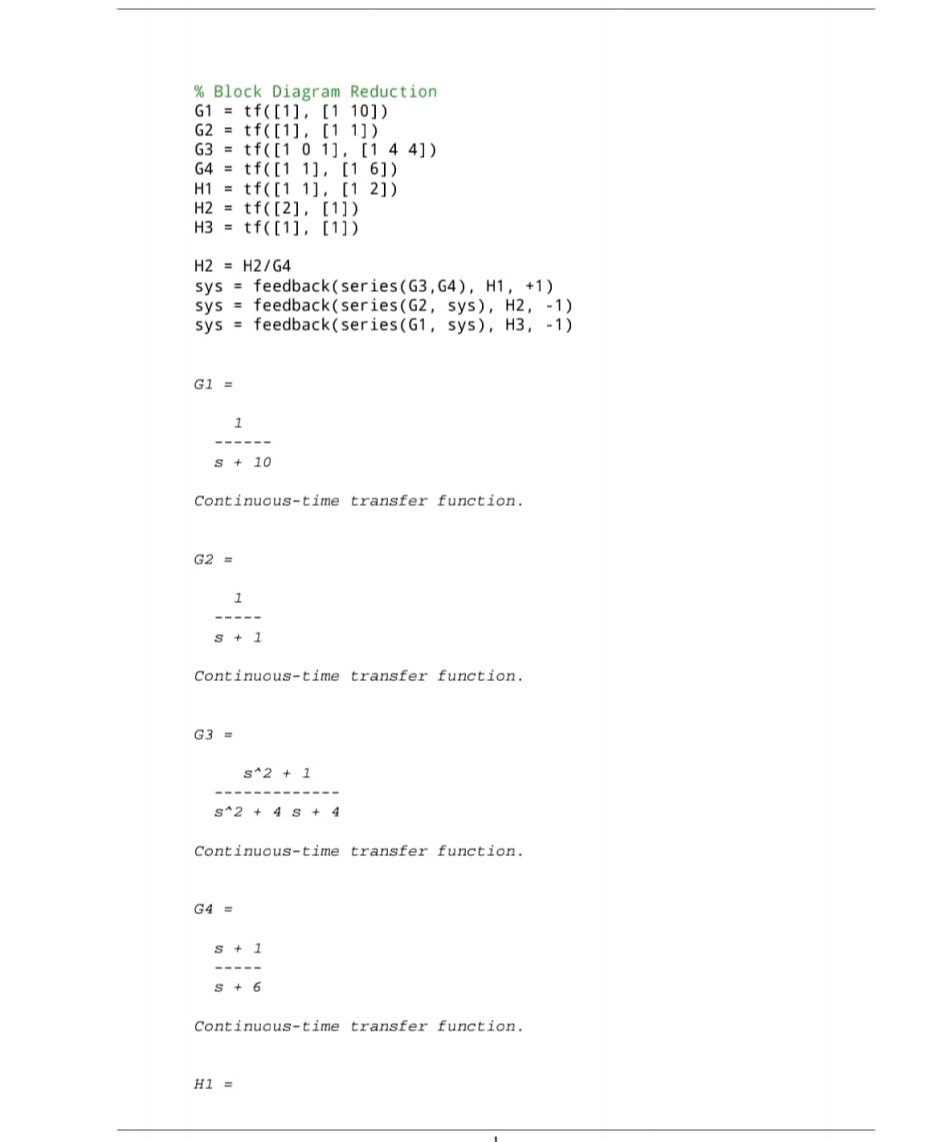 % Block Diagram Reduction
G1 = tf([1], [1 10])
G2 = tf([1], [1 1])
G3 = tf([1 0 1], [1 4 4])
G4 = tf([1 1], [1 6])
H1 = tf([1 1], [1 2])
H2 = tf([2], [1])
H3 = tf([1], [1])
H2 = H2/G4
sys = feedback(series(G3,G4), H1, +1)
sys = feedback(series(G2, sys), H2, -1)
sys = feedback(series(G1, sys), H3, -1)
G1 =
1
------
s + 10
Continuous-time transfer function.
G2 =
1
-----
s + 1
Continuous-time transfer function.
G3 =
s^2 + 1
-------------
s^2 + 4 s + 4
Continuous-time transfer function.
G4 =
s + 1
-----
s + 6
Continuous-time transfer function.
H1 =
1